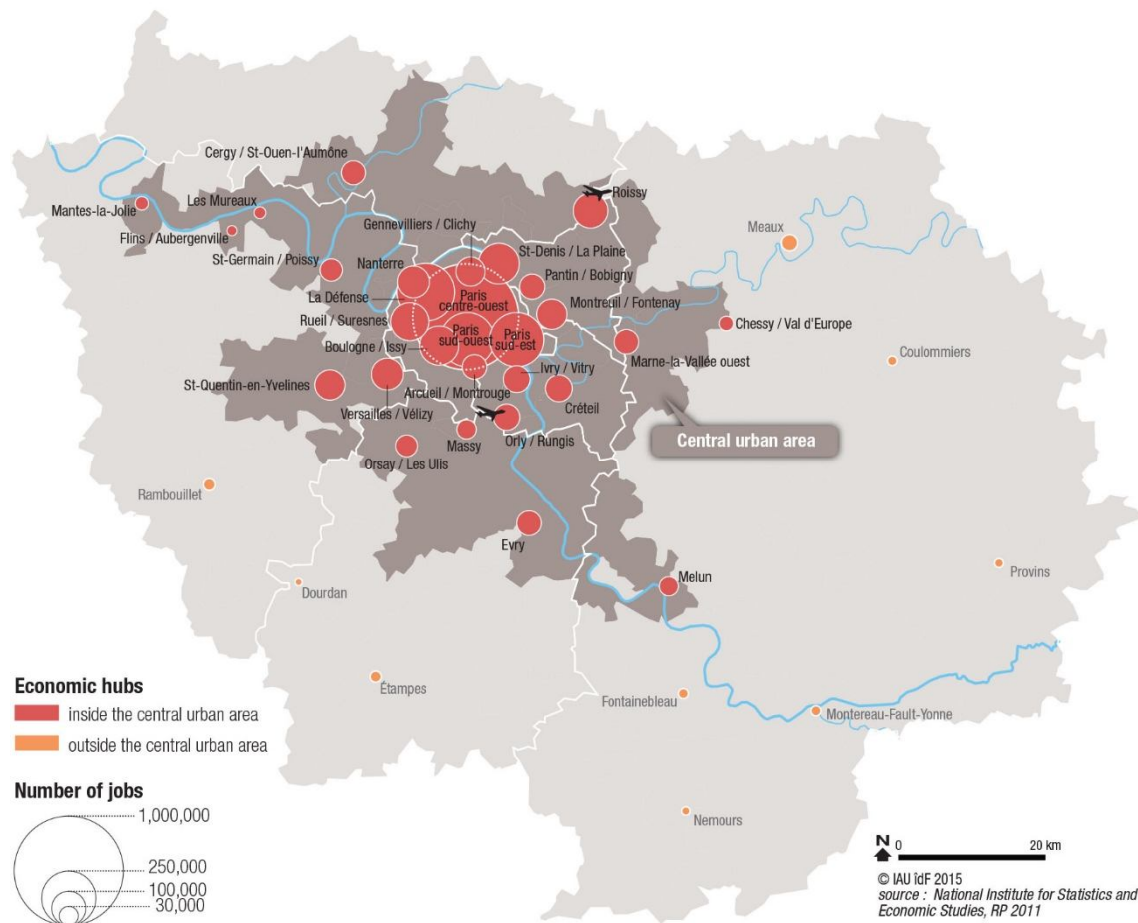 Cergy / St-Ouen-l'Aumône
Roissy
Mantes-la-Jolie
Les Mureaux
Flins / Aubergenville
Gennevilliers / Clichy
St-Denis / La Plaine
Meaux
St-Germain / Poissy
Nanterre
Pantin / Bobigny
La Défense
Paris
centre-ouest
Montreuil / Fontenay
Rueil / Suresnes
Chessy / Val d'Europe
Paris
sud-ouest
Paris
sud-est
Boulogne / Issy
Marne-la-Vallée ouest
Coulommiers
Ivry / Vitry
St-Quentin-en-Yvelines
Arcueil / Montrouge
Créteil
Versailles / Vélizy
Massy
Orly / Rungis
Central urban area
Orsay / Les Ulis
Rambouillet
Evry
Provins
Melun
Dourdan
Étampes
Fontainebleau
Montereau-Fault-Yonne
Nemours
Economic hubs
inside the central urban area
outside the central urban area
Number of jobs
1,000,000
250,000
100,000
30,000
N
0 20 km
© IAU îdF 2015
source : National Institute for Statistics and
Economic Studies, RP 2011